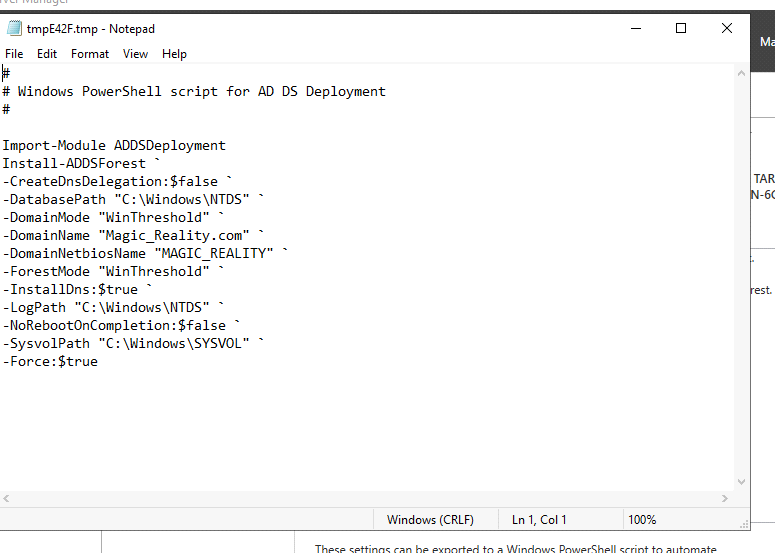 tmpE42F.tmp - Notepad
Ma
File Edit Format View Help
#
# Windows PowerShell script for AD DS Deployment
#
Import-Module ADDSDeployment
Install-ADDSForest `
-CreateDnsDelegation:$false `
-DatabasePath "C:\Windows\NTDS" `
-DomainMode "WinThreshold" `
-DomainName "Magic_Reality.com" `
-DomainNetbiosName "MAGIC_REALITY" `
-ForestMode "WinThreshold" `
-InstallDns:$true `
-LogPath "C:\Windows\NTDS" `
-NoRebootOnCompletion:$false `
-SysvolPath "C:\Windows\SYSVOL" `
-Force:$true
TAR
N-6C
rest.
Windows (CRLF) Ln 1, Col 1 100%
These settings can be exported to a Windows PowerShell script to automate